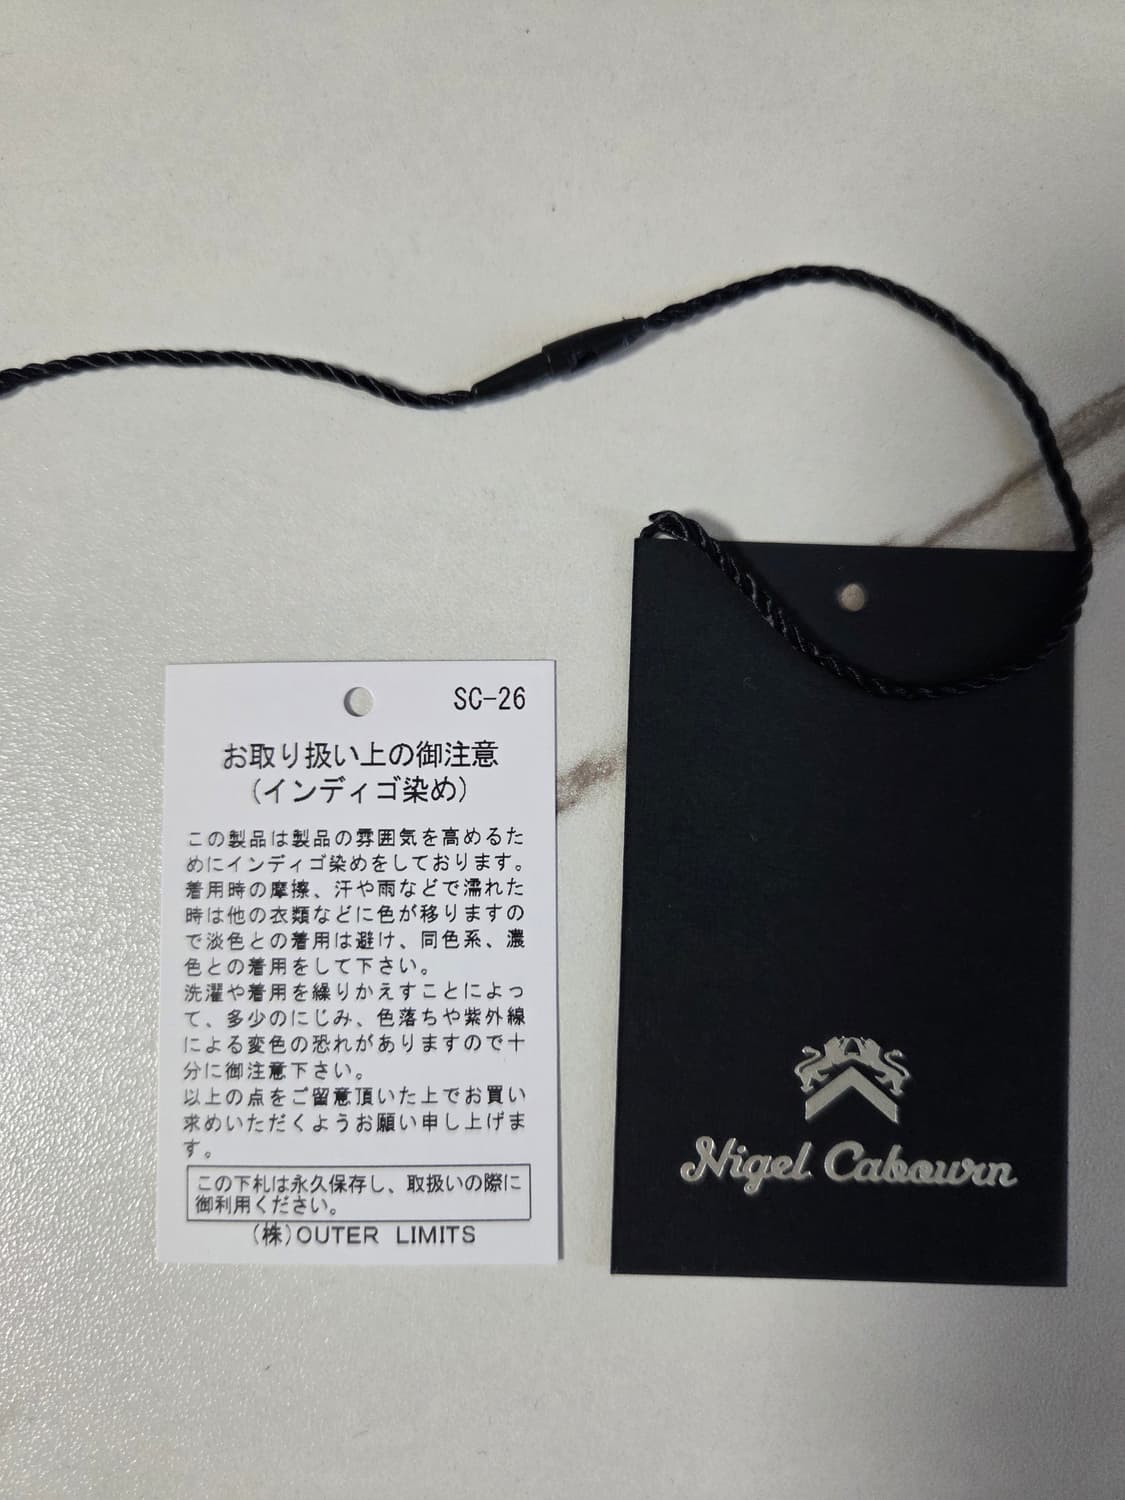 SC-26
お取り扱い上の御注意
(インディゴ染め)
この製品は製品の雰囲気を高めるた
めにインディゴ染めをしております。
着用時の摩擦、汗や雨などで濡れた
時は他の衣類などに色が移りますの
で淡色との着用は避け、同色系、濃
色との着用をして下さい。
洗濯や着用を繰りかえすことによっ
て、多少のにじみ、色落ちや紫外線
による変色の恐れがありますので十
分に御注意下さい。
以上の点をご留意頂いた上でお買い
求めいただくようお願い申し上げま
す。
この下札は永久保存し、取扱いの際に
御利用ください。
(株)OUTER LIMITS
Nigel Cabourn